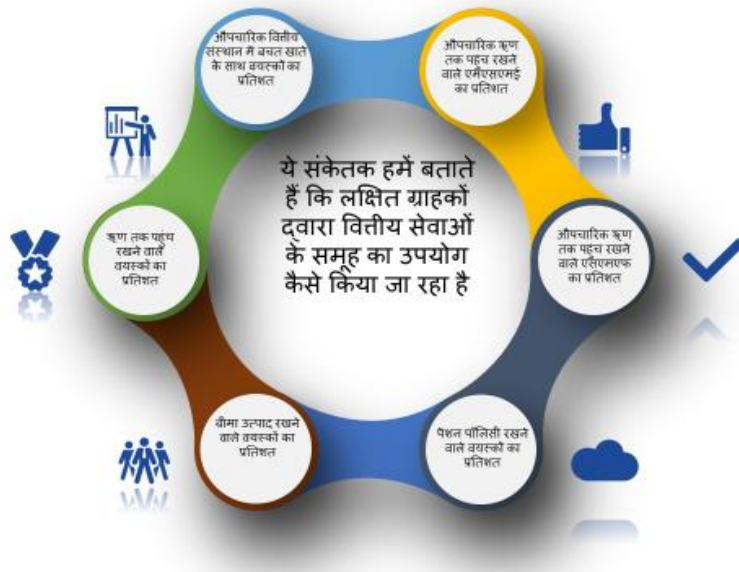 औपचारिक वित्तीय
संस्थान में बचत खाते
के साथ वयस्कों का
प्रतिशत
औपचारिक ऋण
तक पहुंच रखने
वाले एमएसएमई
का प्रतिशत
ये संकेतक हमें बताते
हैं कि लक्षित ग्राहकों
द्वारा वित्तीय सेवाओं
के समूह का उपयोग
कैसे किया जा रहा है
ऋण तक पहुंच
रखने वाले
वयस्कों का
प्रतिशत
औपचारिक ऋण
तक पहुंच रखने
वाले एसएमएफ
का प्रतिशत
बीमा उत्पाद रखने
वाले वयस्कों का
प्रतिशत
पेंशन पॉलिसी रखने
वाले वयस्कों का
प्रतिशत